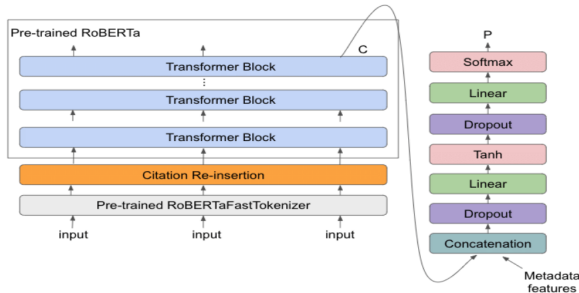 Pre-trained RoBERTa
C
Transformer Block
⋮
Transformer Block
Transformer Block
Citation Re-insertion
Pre-trained RoBERTaFastTokenizer
input input input
P
Softmax
Linear
Dropout
Tanh
Linear
Dropout
Concatenation
Metadata
features